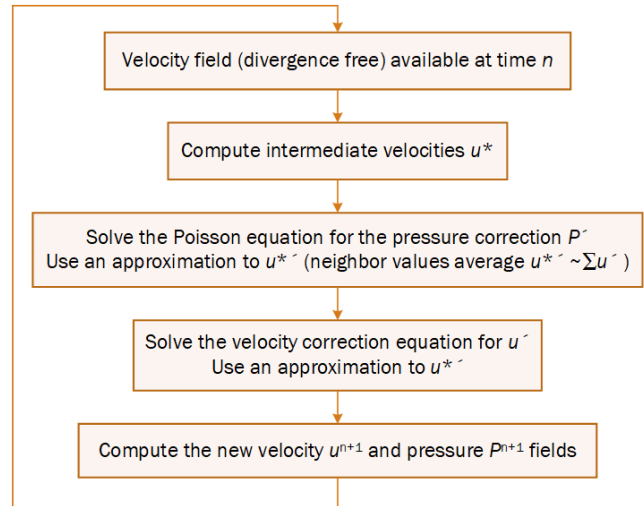 Velocity field (divergence free) available at time n
Compute intermediate velocities u*
Solve the Poisson equation for the pressure correction P´
Use an approximation to u*´ (neighbor values average u*´ ~∑u´ )
Solve the velocity correction equation for u´
Use an approximation to u*´
Compute the new velocity uⁿ⁺¹ and pressure Pⁿ⁺¹ fields